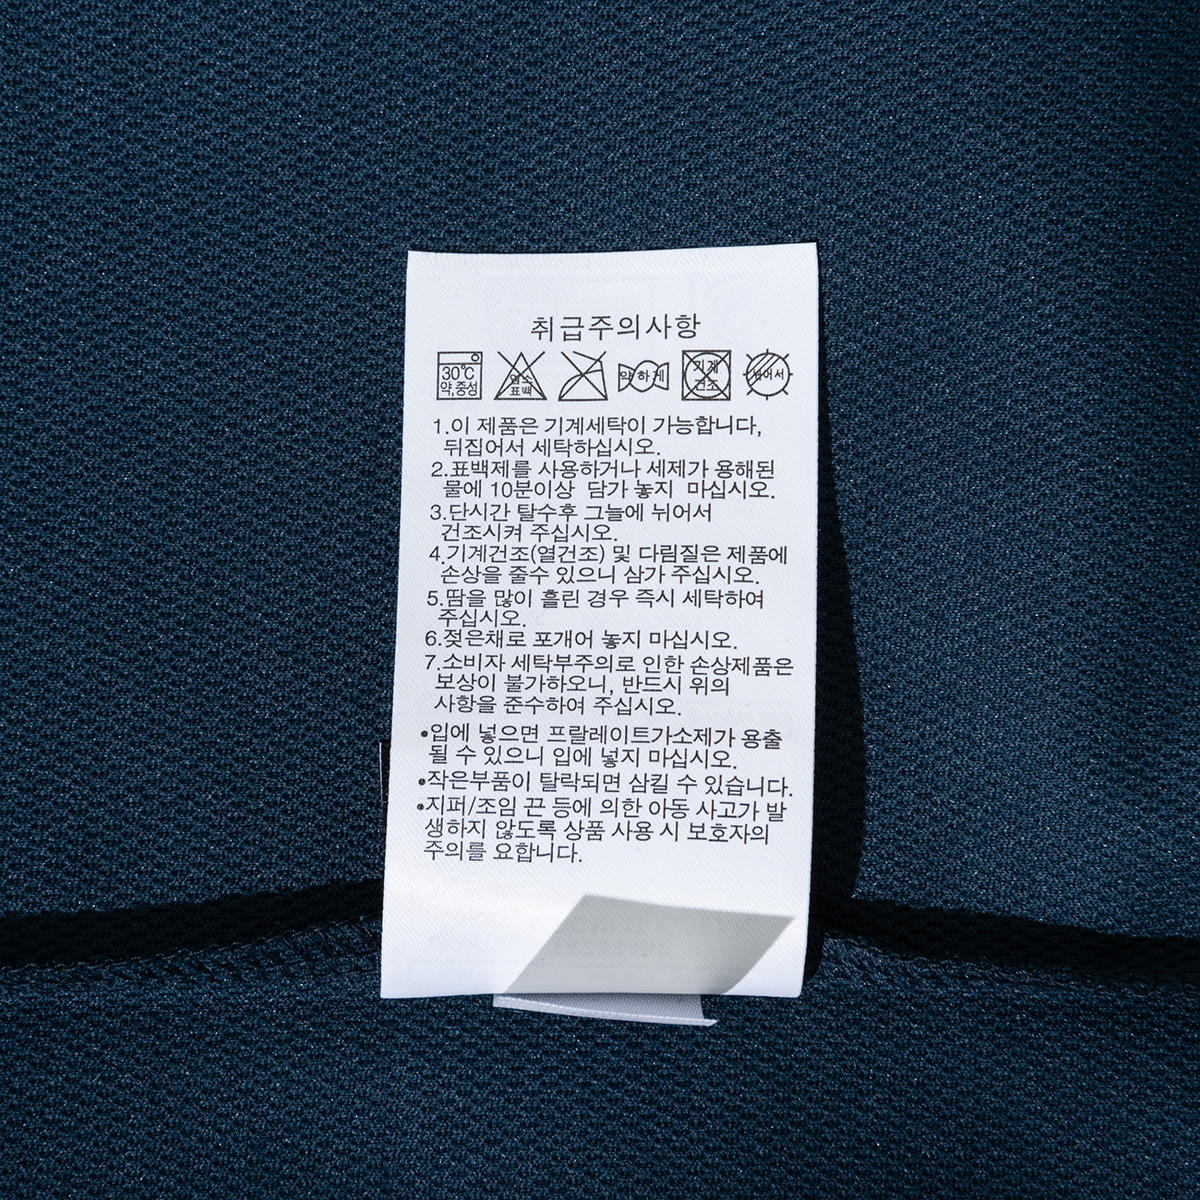 취급주의사항
30℃
약,중성
염소
표백
약하게
기계
건조
뉘어서
1.이 제품은 기계세탁이 가능합니다,
뒤집어서 세탁하십시오.
2.표백제를 사용하거나 세제가 용해된
물에 10분이상 담가 놓지 마십시오.
3.단시간 탈수후 그늘에 뉘어서
건조시켜 주십시오.
4.기계건조(열건조) 및 다림질은 제품에
손상을 줄수 있으니 삼가 주십시오.
5.땀을 많이 흘린 경우 즉시 세탁하여
주십시오.
6.젖은채로 포개어 놓지 마십시오.
7.소비자 세탁부주의로 인한 손상제품은
보상이 불가하오니, 반드시 위의
사항을 준수하여 주십시오.
•입에 넣으면 프탈레이트가소제가 용출
될 수 있으니 입에 넣지 마십시오.
•작은부품이 탈락되면 삼킬 수 있습니다.
•지퍼/조임 끈 등에 의한 아동 사고가 발
생하지 않도록 상품 사용 시 보호자의
주의를 요합니다.